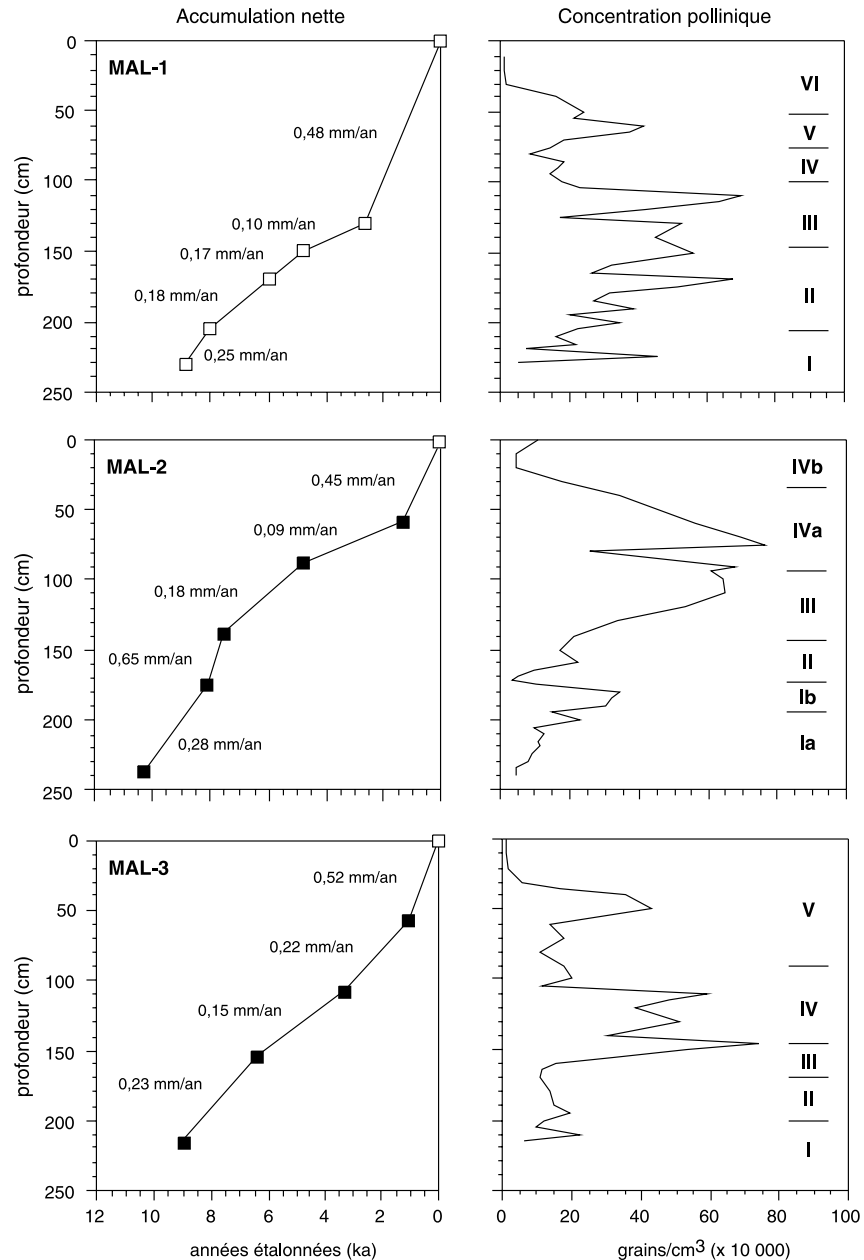 Accumulation nette
Concentration pollinique
MAL-1
profondeur (cm)
0
50
100
150
200
250
0,48 mm/an
0,10 mm/an
0,17 mm/an
0,18 mm/an
0,25 mm/an
VI
V
IV
III
II
I
MAL-2
profondeur (cm)
0
50
100
150
200
250
0,45 mm/an
0,09 mm/an
0,18 mm/an
0,65 mm/an
0,28 mm/an
IVb
IVa
III
II
Ib
Ia
MAL-3
profondeur (cm)
0
50
100
150
200
250
0,52 mm/an
0,22 mm/an
0,15 mm/an
0,23 mm/an
V
IV
III
II
I
12 10 8 6 4 2 0
années étalonnées (ka)
0 20 40 60 80 100
grains/cm³ (x 10 000)